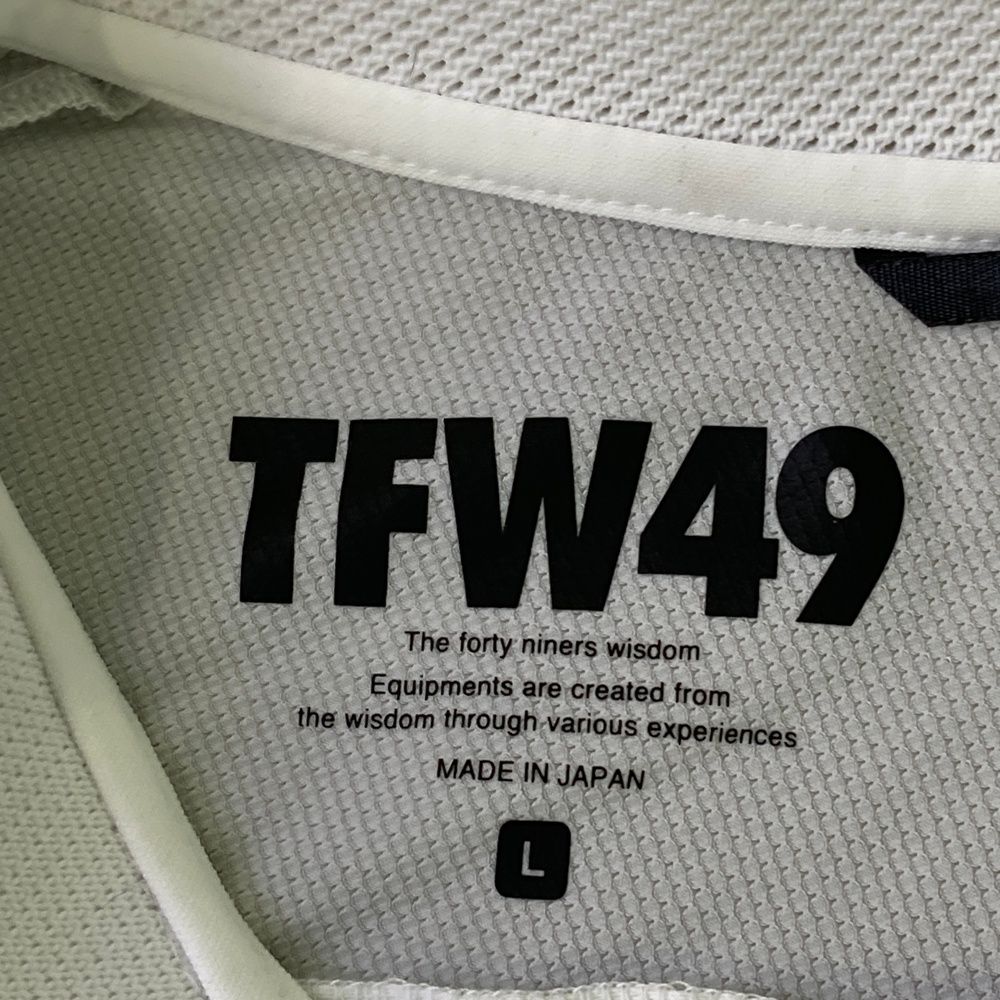 TFW49
The forty niners wisdom
Equipments are created from
the wisdom through various experiences
MADE IN JAPAN
L